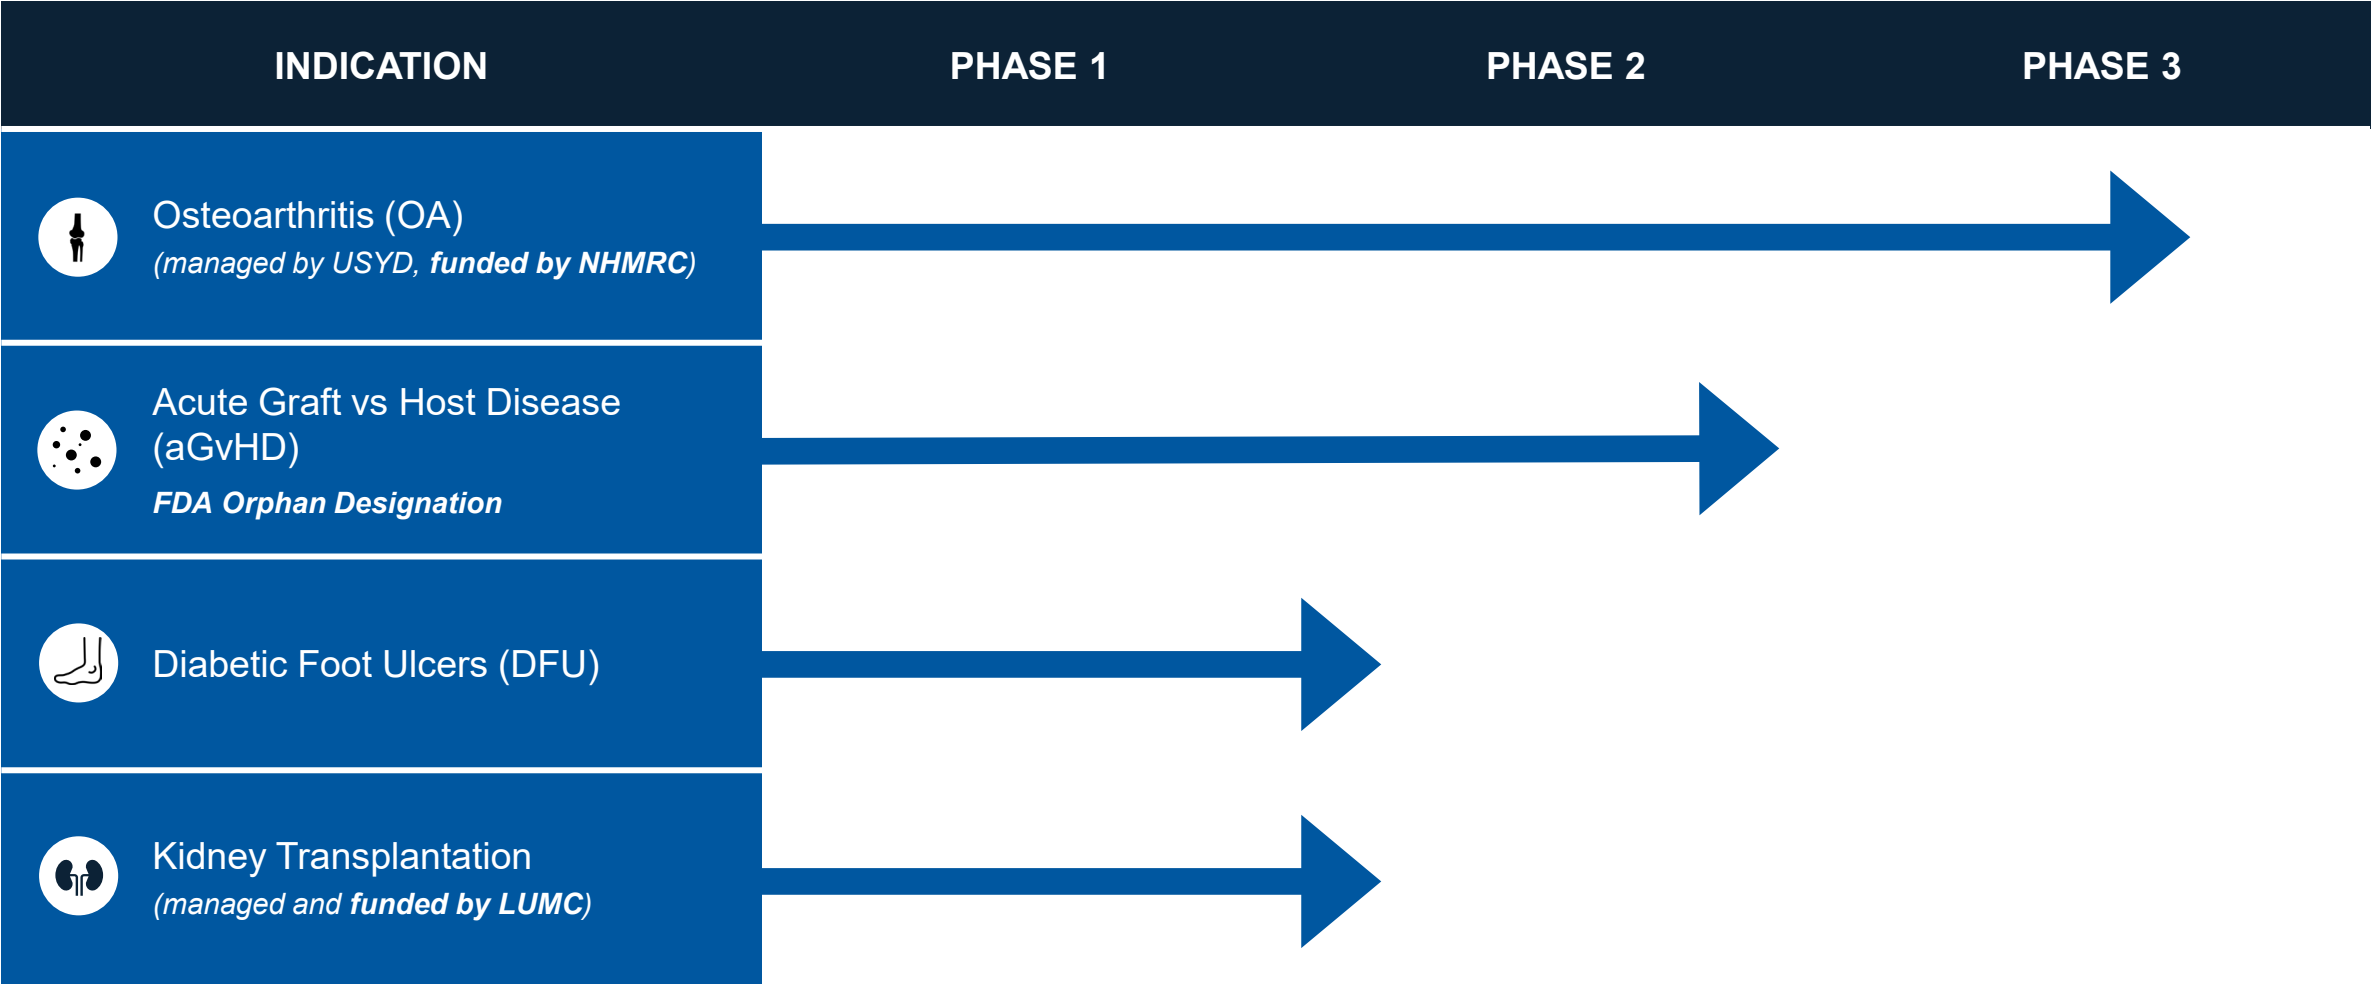 INDICATION PHASE 1 PHASE 2 PHASE 3
Osteoarthritis (OA)
(managed by USYD, funded by NHMRC)
Acute Graft vs Host Disease
(aGvHD)
FDA Orphan Designation
Diabetic Foot Ulcers (DFU)
Kidney Transplantation
(managed and funded by LUMC)